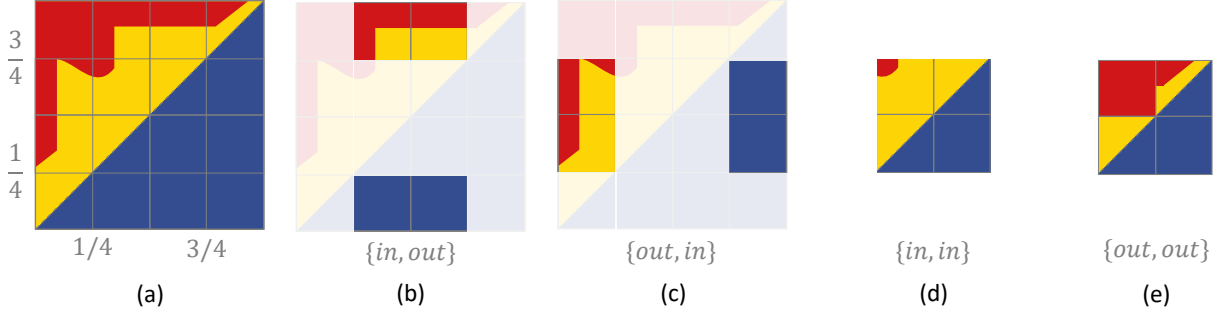 3
4
1
4
1/4 3/4
{in, out} {out, in} {in, in} {out, out}
(a) (b) (c) (d) (e)